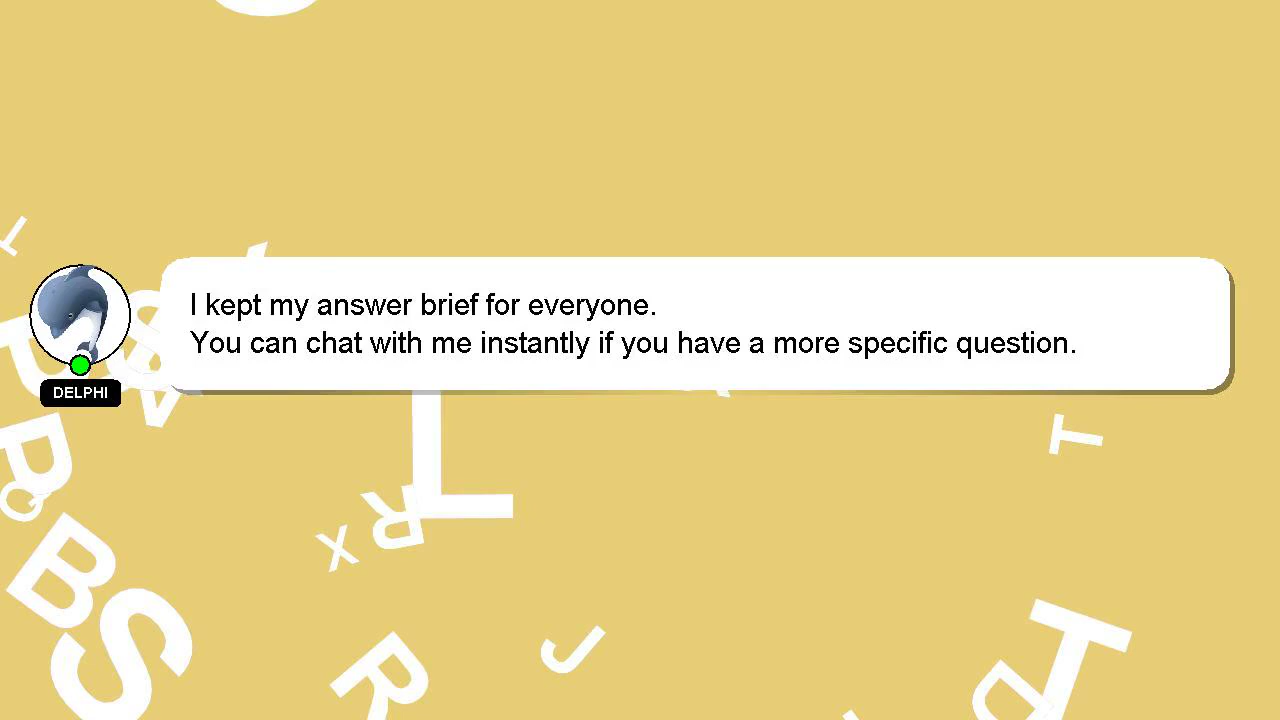 I kept my answer brief for everyone.
You can chat with me instantly if you have a more specific question.
DELPHI
T
R
Q
B
S
L
R
X
R
J
T
T
D